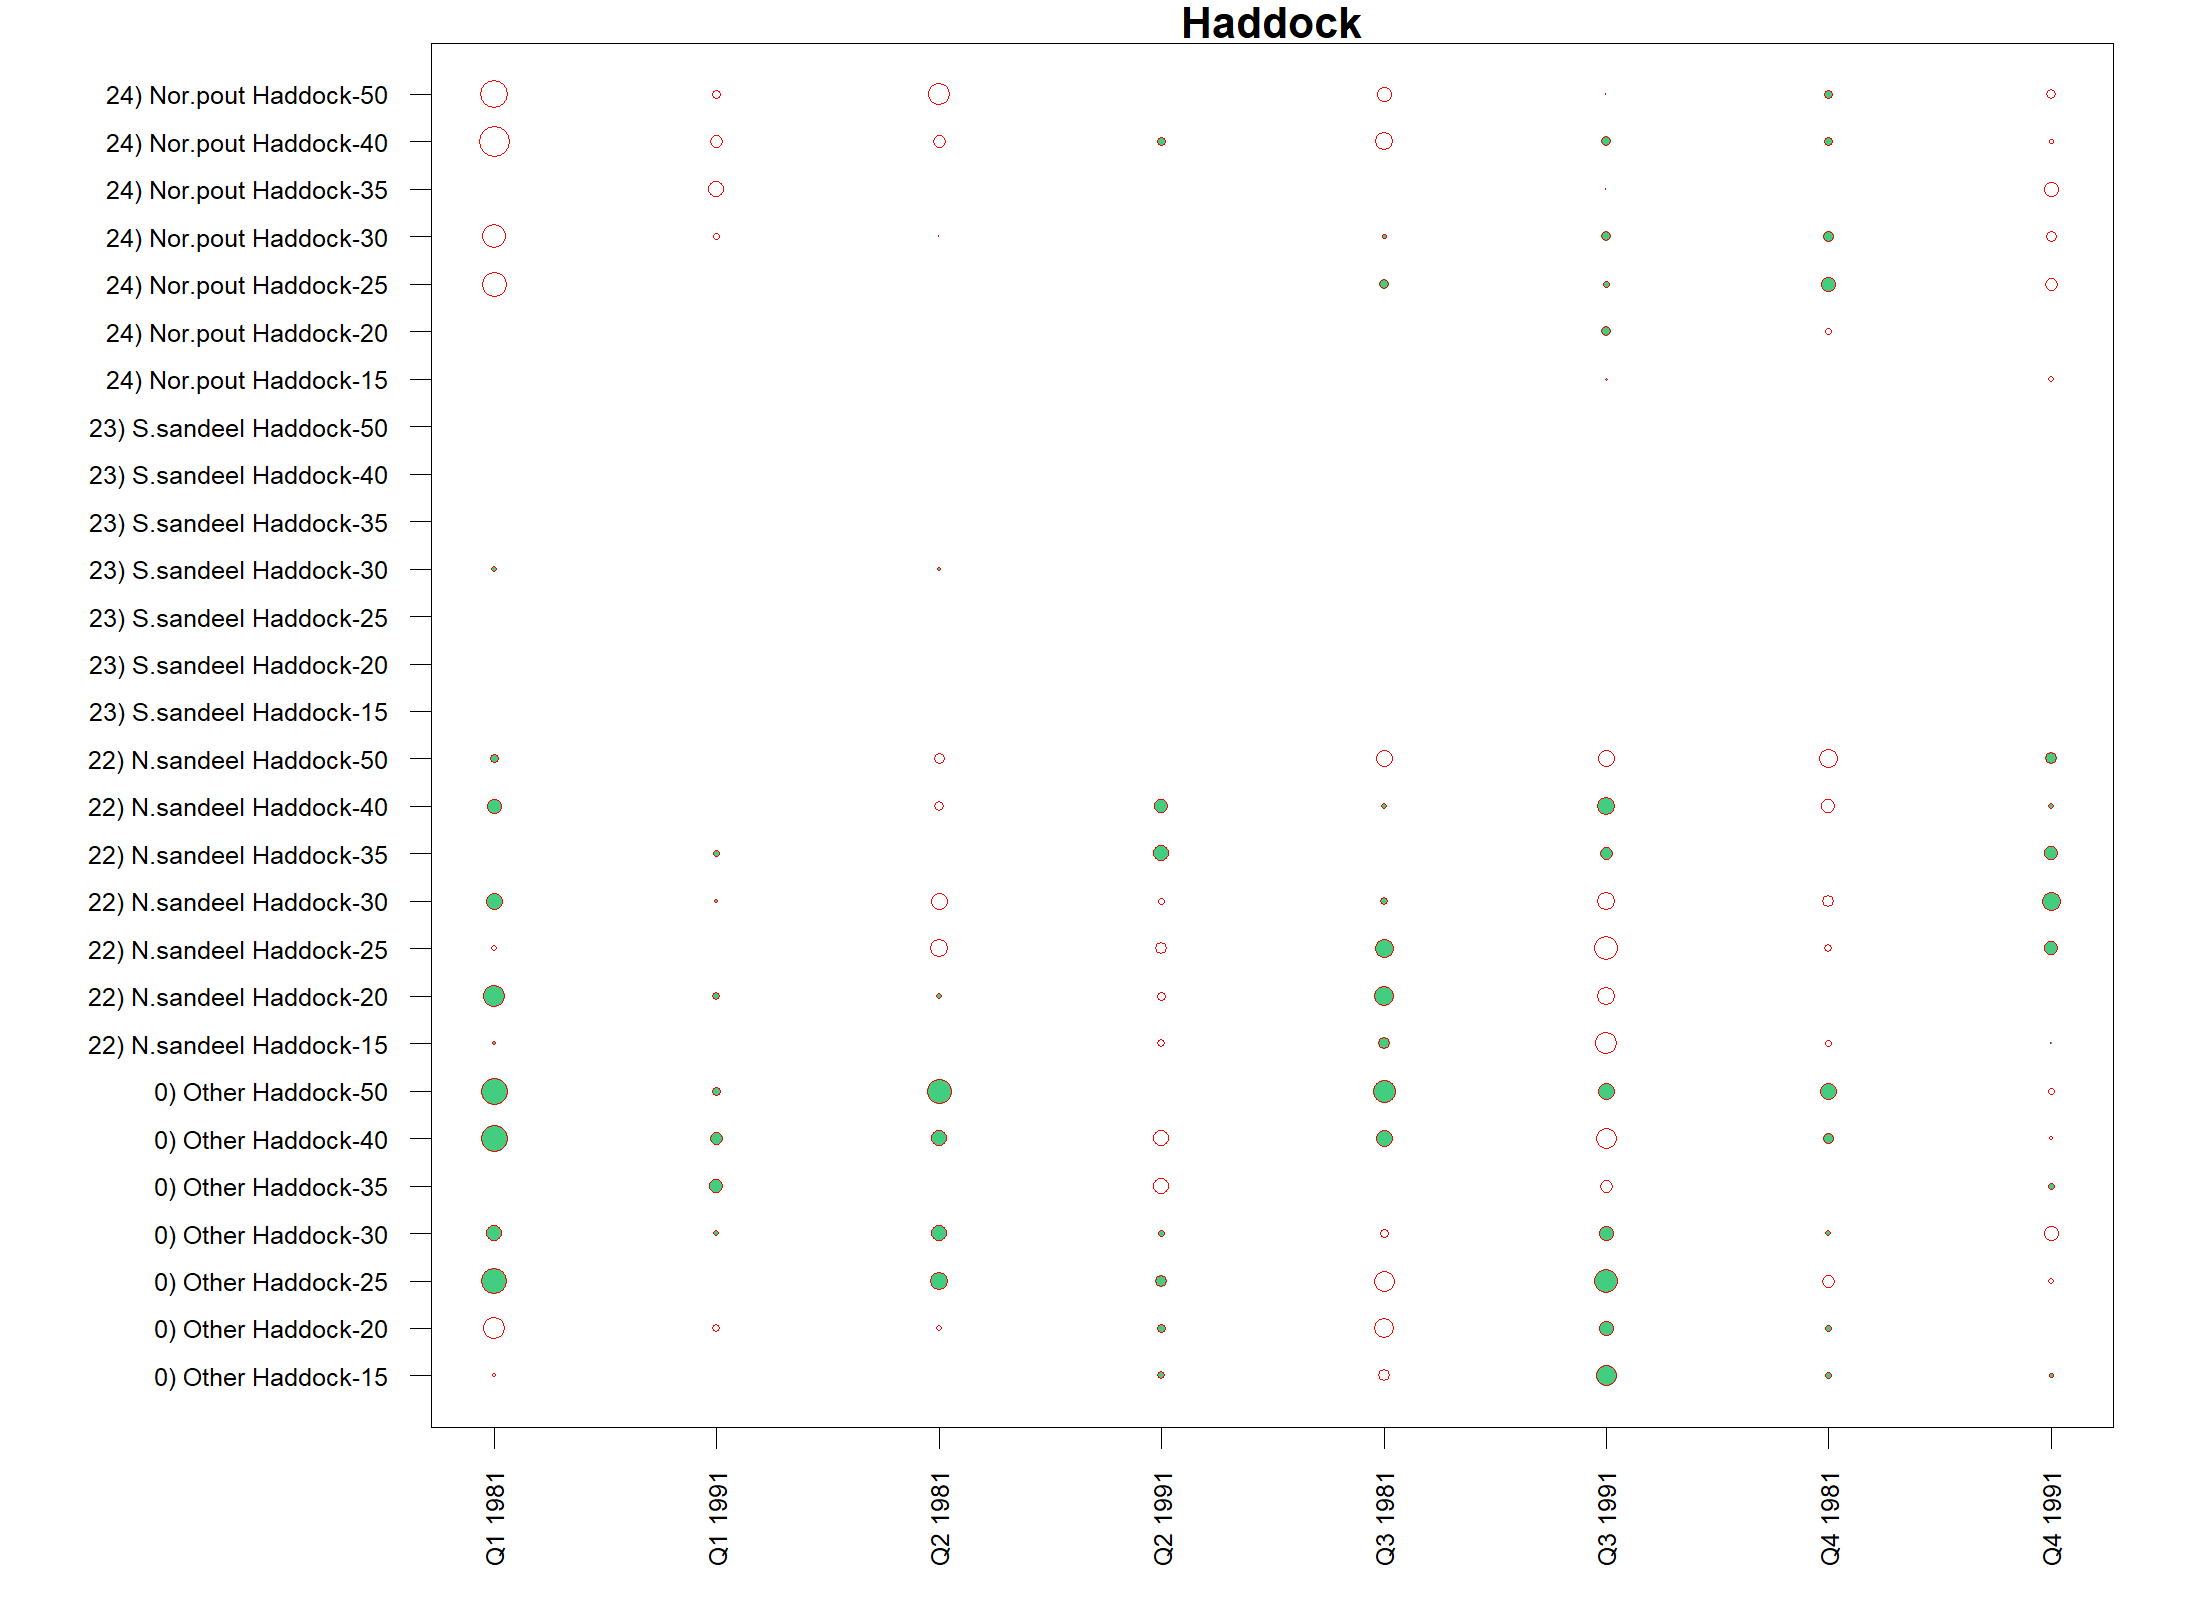 Haddock
24) Nor.pout Haddock-50
24) Nor.pout Haddock-40
24) Nor.pout Haddock-35
24) Nor.pout Haddock-30
24) Nor.pout Haddock-25
24) Nor.pout Haddock-20
24) Nor.pout Haddock-15
23) S.sandeel Haddock-50
23) S.sandeel Haddock-40
23) S.sandeel Haddock-35
23) S.sandeel Haddock-30
23) S.sandeel Haddock-25
23) S.sandeel Haddock-20
23) S.sandeel Haddock-15
22) N.sandeel Haddock-50
22) N.sandeel Haddock-40
22) N.sandeel Haddock-35
22) N.sandeel Haddock-30
22) N.sandeel Haddock-25
22) N.sandeel Haddock-20
22) N.sandeel Haddock-15
0) Other Haddock-50
0) Other Haddock-40
0) Other Haddock-35
0) Other Haddock-30
0) Other Haddock-25
0) Other Haddock-20
0) Other Haddock-15
Q1 1981
Q1 1991
Q2 1981
Q2 1991
Q3 1981
Q3 1991
Q4 1981
Q4 1991